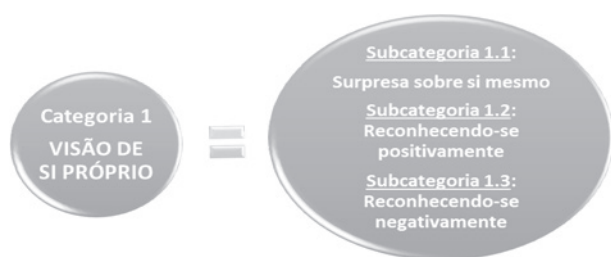 Categoria 1
VISÃO DE
SI PRÓPRIO
Subcategoria 1.1:
Surpresa sobre si mesmo
Subcategoria 1.2:
Reconhecendo-se
positivamente
Subcategoria 1.3:
Reconhecendo-se
negativamente